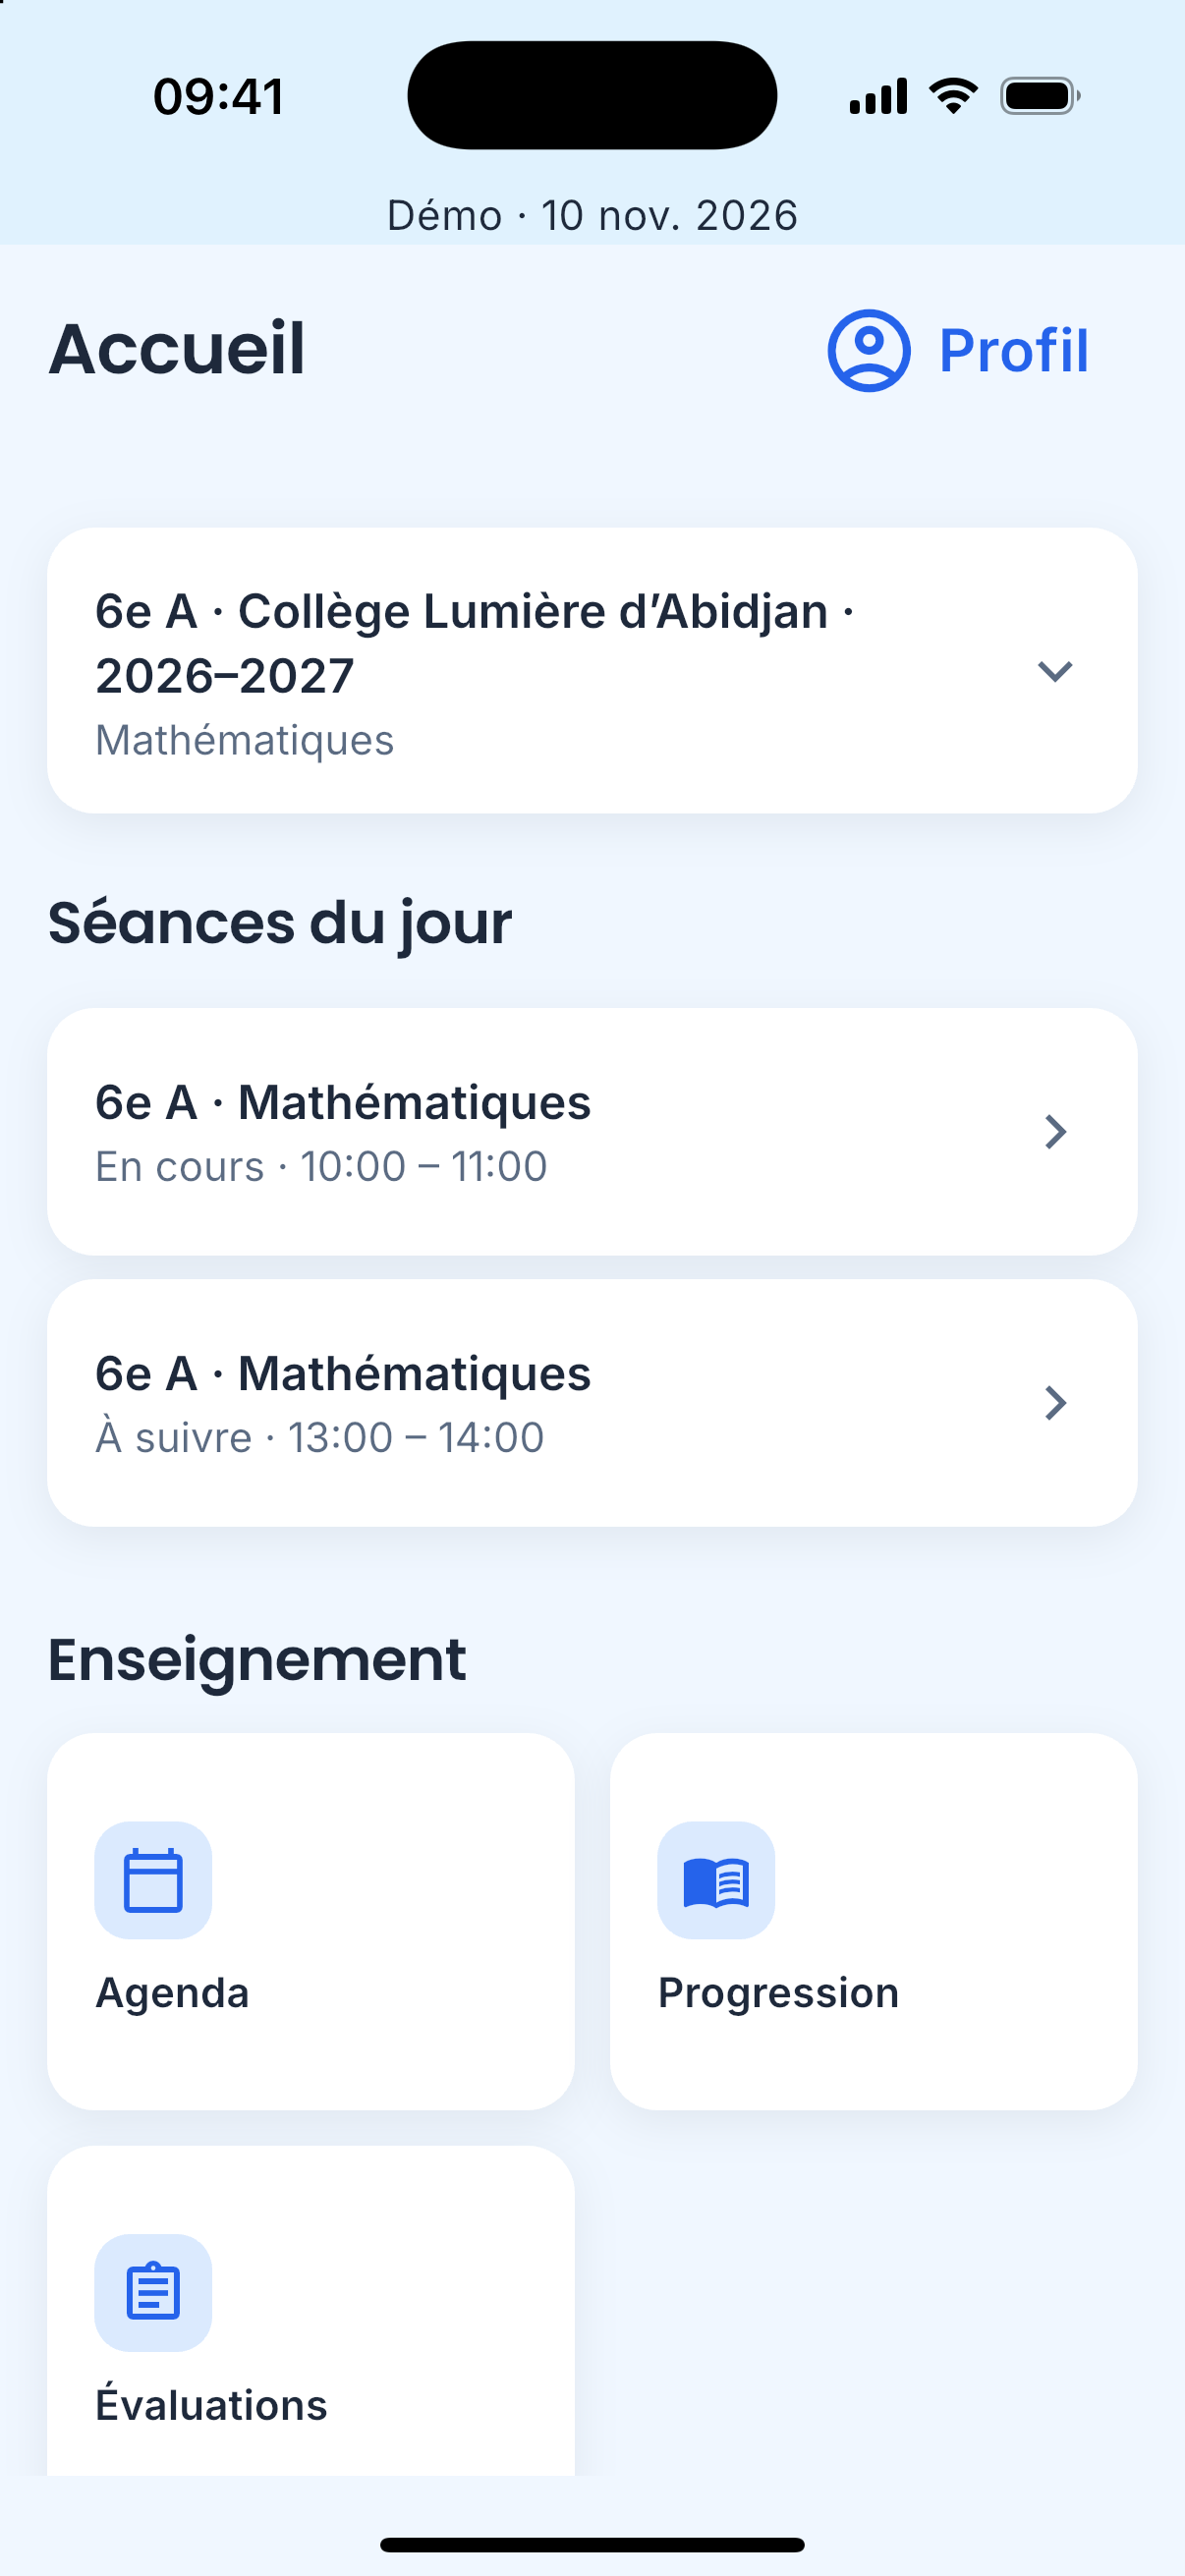 09:41
Démo · 10 nov. 2026
Accueil
Profil
6e A · Collège Lumière d’Abidjan ·
2026–2027
Mathématiques
Séances du jour
6e A · Mathématiques
En cours · 10:00 – 11:00
6e A · Mathématiques
À suivre · 13:00 – 14:00
Enseignement
Agenda
Progression
Évaluations